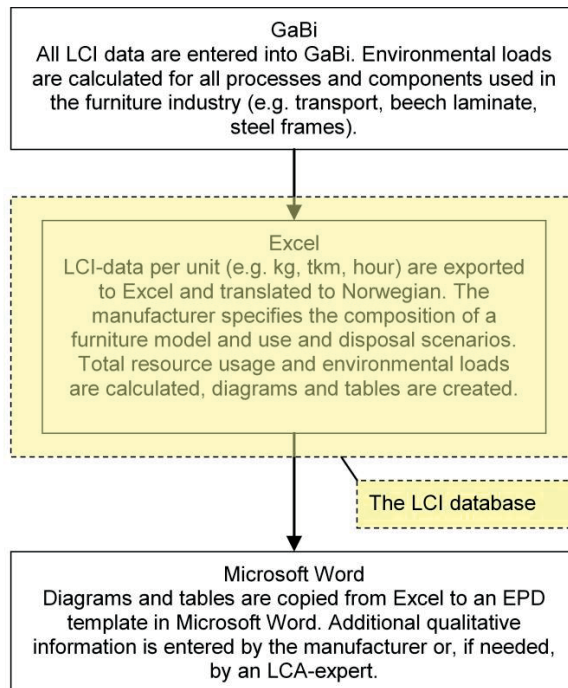 GaBi
All LCI data are entered into GaBi. Environmental loads
are calculated for all processes and components used in
the furniture industry (e.g. transport, beech laminate,
steel frames).
Excel
LCI-data per unit (e.g. kg, tkm, hour) are exported
to Excel and translated to Norwegian. The
manufacturer specifies the composition of a
furniture model and use and disposal scenarios.
Total resource usage and environmental loads
are calculated, diagrams and tables are created.
The LCI database
Microsoft Word
Diagrams and tables are copied from Excel to an EPD
template in Microsoft Word. Additional qualitative
information is entered by the manufacturer or, if needed,
by an LCA-expert.